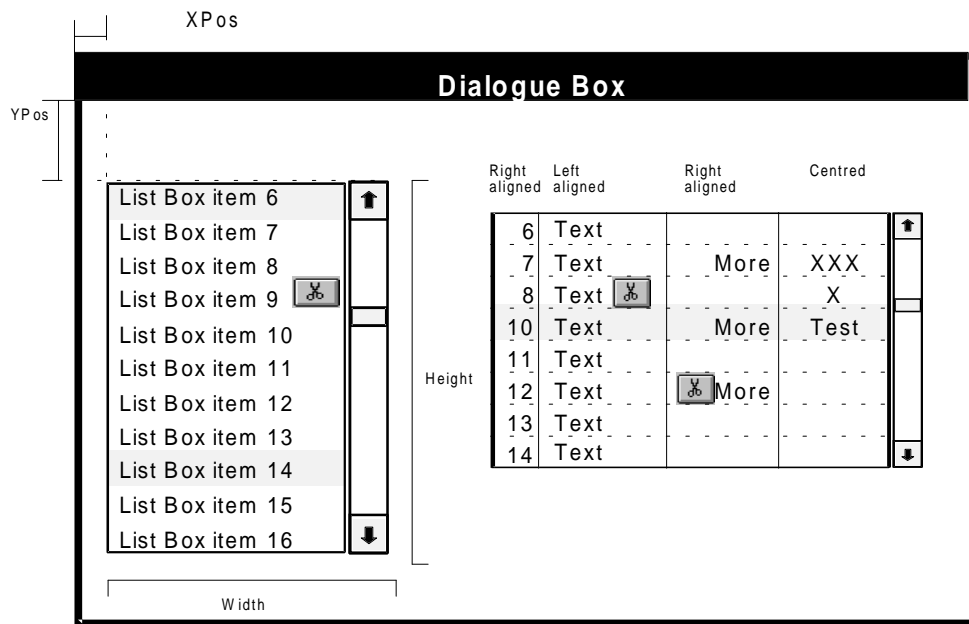 XPos
Dialogue Box
YPos
List Box item 6
List Box item 7
List Box item 8
List Box item 9
List Box item 10
List Box item 11
List Box item 12
List Box item 13
List Box item 14
List Box item 15
List Box item 16
Height
Width
Right aligned Left aligned Right aligned Centred
6 Text
7 Text More XXX
8 Text X
10 Text More Test
11 Text
12 Text More
13 Text
14 Text